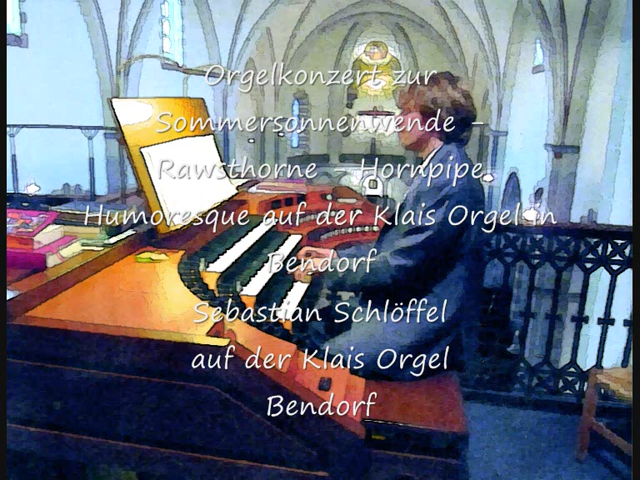 Orgelkonzert zur
Sommersonnenwende -
Rawsthorne Hornpipe
Humoresque auf der Klais Orgel in
Bendorf
Sebastian Schlöffel
auf der Klais Orgel
Bendorf